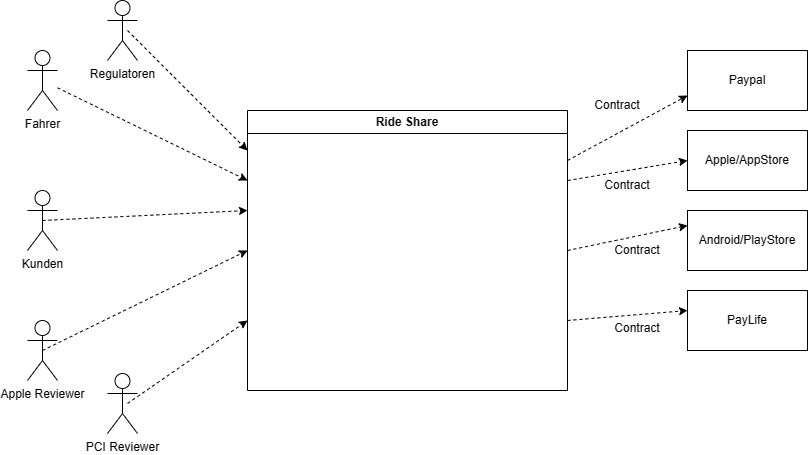 Regulatoren
Fahrer
Kunden
Apple Reviewer
PCI Reviewer
Ride Share
Contract
Paypal
Contract
Apple/AppStore
Contract
Android/PlayStore
Contract
PayLife